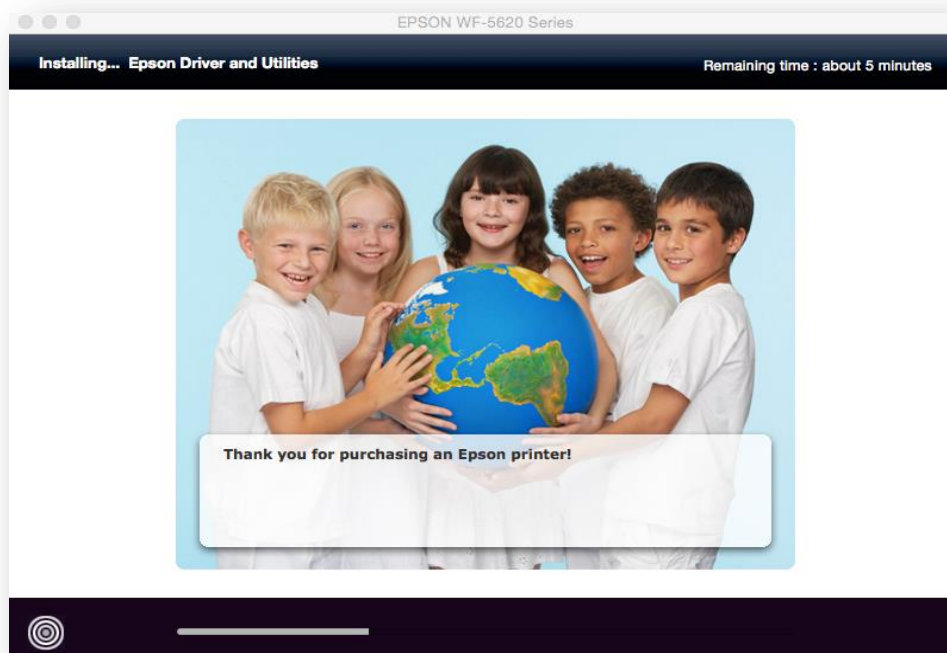 EPSON WF-5620 Series
Installing... Epson Driver and Utilities
Remaining time : about 5 minutes
Thank you for purchasing an Epson printer!